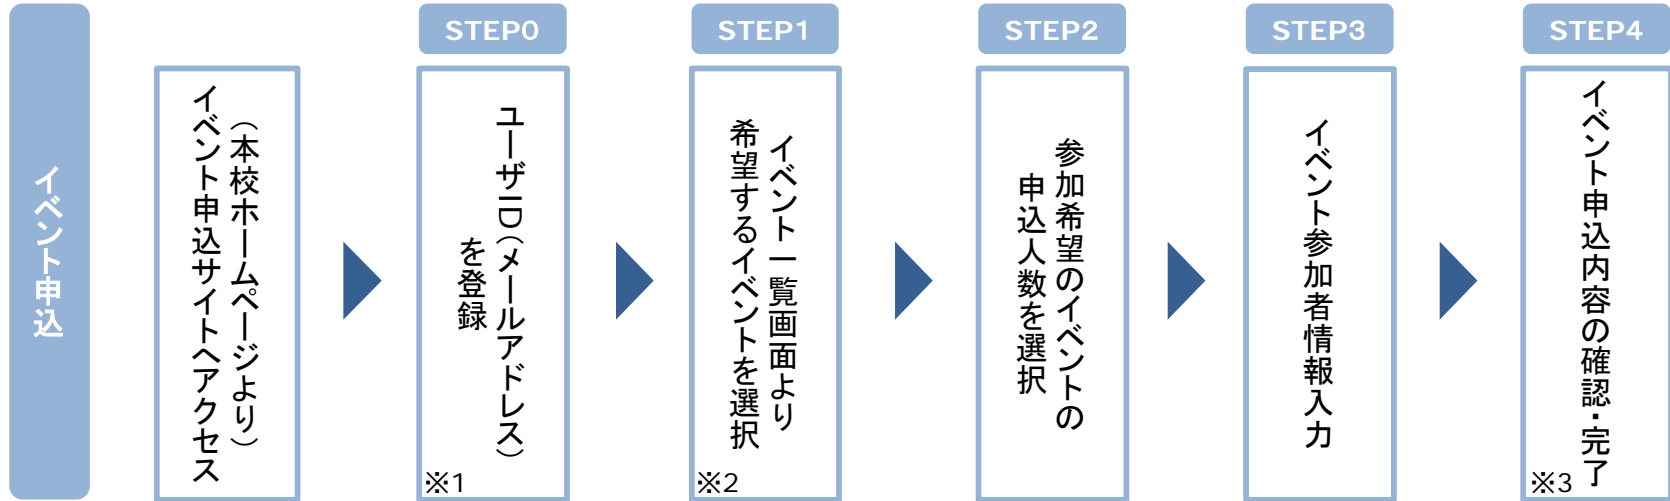 イベント申込
（本校ホームページより）
イベント申込サイトへアクセス
STEP0
ユーザID（メールアドレス）
を登録
※1
STEP1
イベント一覧画面より
希望するイベントを選択
※2
STEP2
参加希望のイベントの
申込人数を選択
STEP3
イベント参加者情報入力
STEP4
イベント申込内容の確認・完了
※3